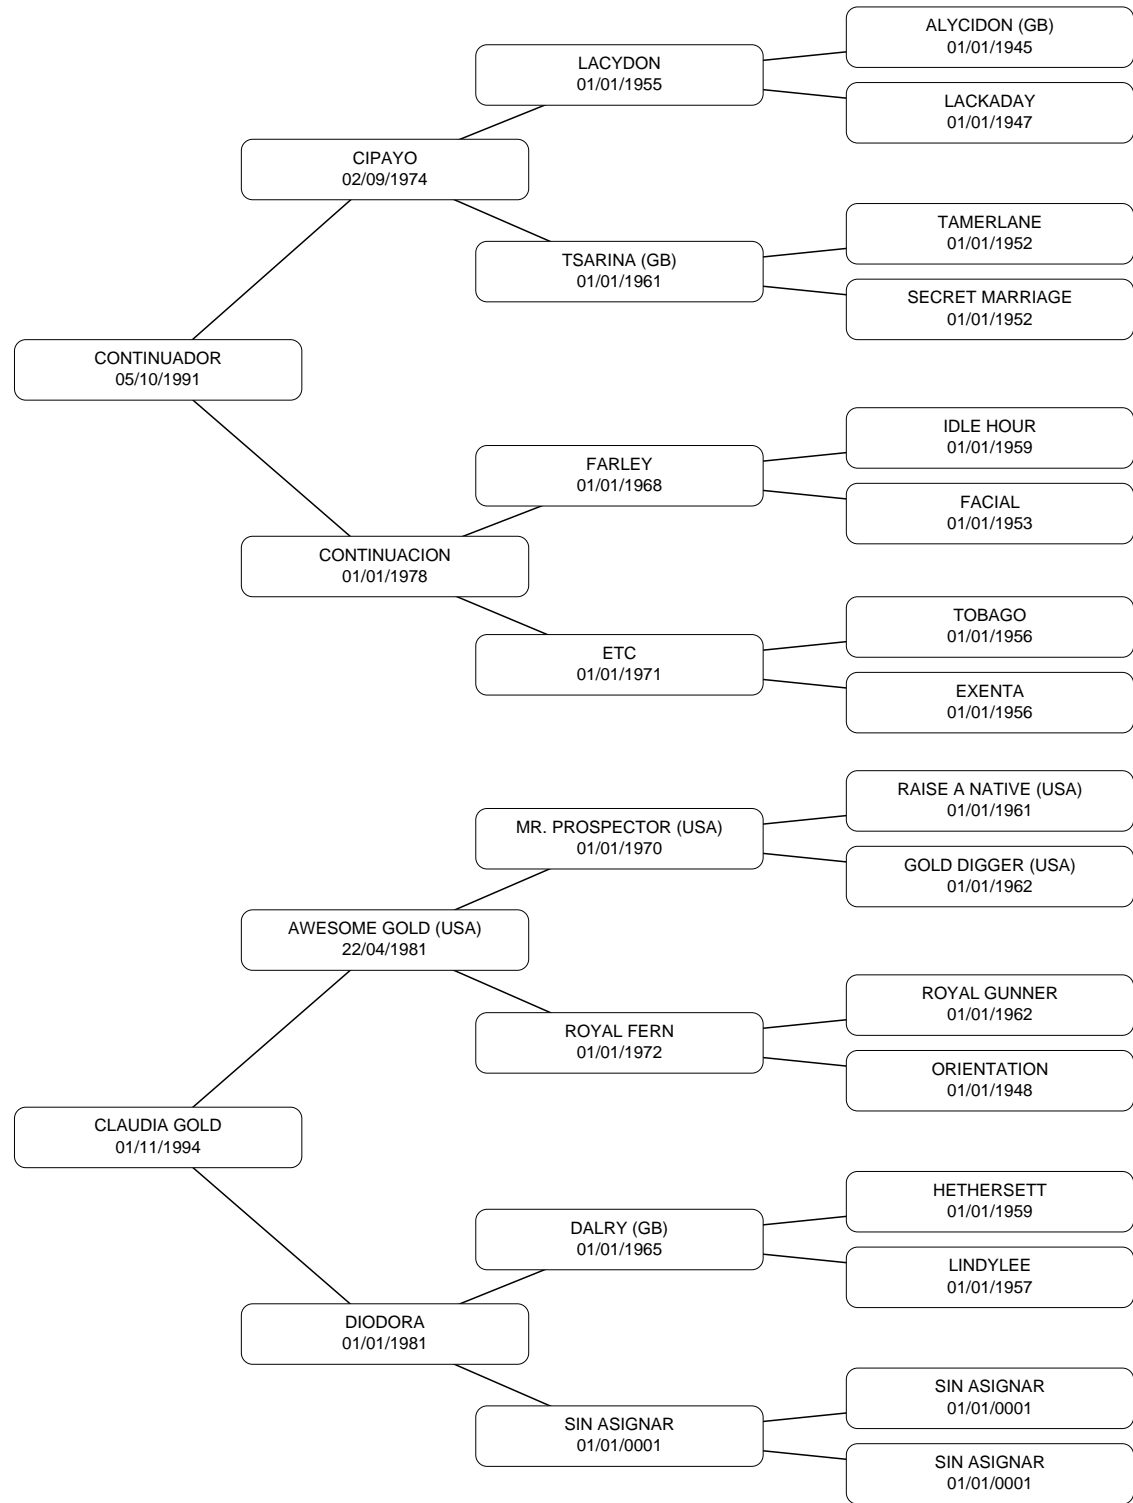 ALYCIDON (GB)
01/01/1945
LACYDON
01/01/1955
LACKADAY
01/01/1947
CIPAYO
02/09/1974
TAMERLANE
01/01/1952
TSARINA (GB)
01/01/1961
SECRET MARRIAGE
01/01/1952
CONTINUADOR
05/10/1991
IDLE HOUR
01/01/1959
FARLEY
01/01/1968
FACIAL
01/01/1953
CONTINUACION
01/01/1978
TOBAGO
01/01/1956
ETC
01/01/1971
EXENTA
01/01/1956
RAISE A NATIVE (USA)
01/01/1961
MR. PROSPECTOR (USA)
01/01/1970
GOLD DIGGER (USA)
01/01/1962
AWESOME GOLD (USA)
22/04/1981
ROYAL GUNNER
01/01/1962
ROYAL FERN
01/01/1972
ORIENTATION
01/01/1948
CLAUDIA GOLD
01/11/1994
HETHERSETT
01/01/1959
DALRY (GB)
01/01/1965
LINDYLEE
01/01/1957
DIODORA
01/01/1981
SIN ASIGNAR
01/01/0001
SIN ASIGNAR
01/01/0001
SIN ASIGNAR
01/01/0001